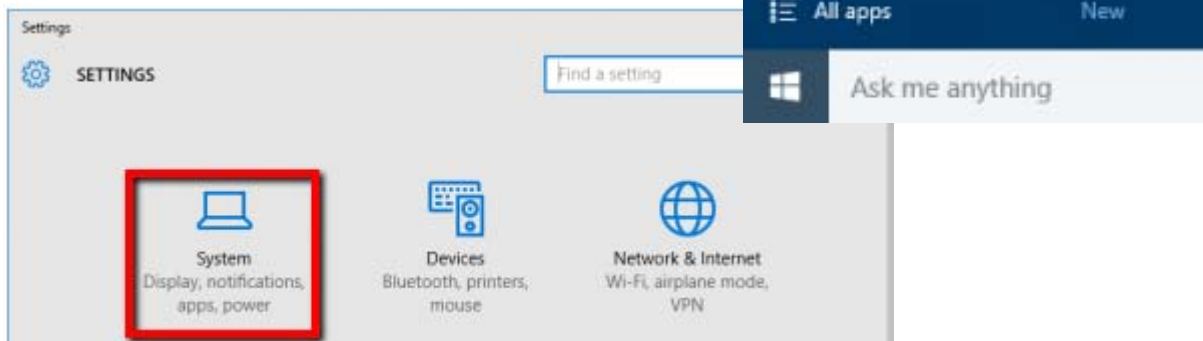 Settings
SETTINGS
Find a setting
All apps
New
Ask me anything
System
Display, notifications,
apps, power
Devices
Bluetooth, printers,
mouse
Network & Internet
Wi-Fi, airplane mode,
VPN